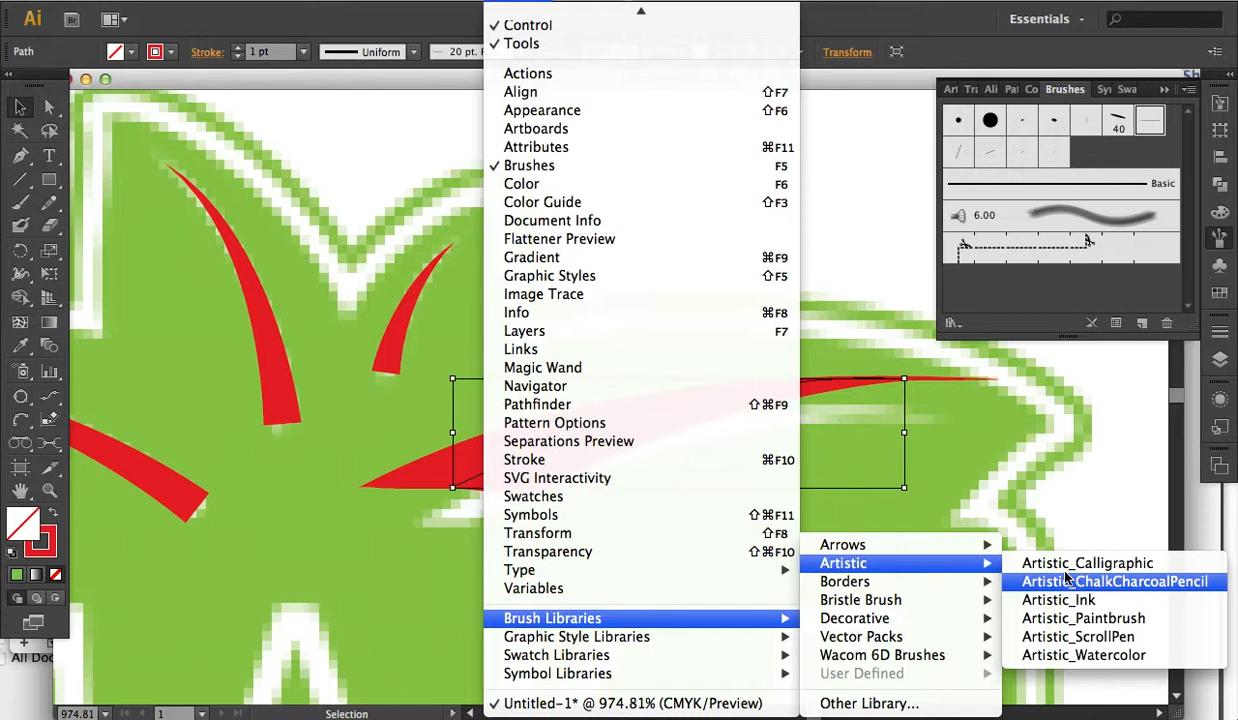 Ai
Br
Essentials
Path
Stroke:
1 pt
Uniform
20 pt.
Transform
Sh
✓ Control
✓ Tools
Actions
Align ⇧F7
Appearance ⇧F6
Artboards
Attributes ⌘F11
✓ Brushes F5
Color F6
Color Guide ⇧F3
Document Info
Flattener Preview
Gradient ⌘F9
Graphic Styles ⇧F5
Image Trace
Info ⌘F8
Layers F7
Links
Magic Wand
Navigator
Pathfinder ⇧⌘F9
Pattern Options
Separations Preview
Stroke ⌘F10
SVG Interactivity
Swatches
Symbols ⇧⌘F11
Transform ⇧F8
Transparency ⇧⌘F10
Type
Variables
Brush Libraries
Graphic Style Libraries
Swatch Libraries
Symbol Libraries
✓ Untitled-1* @ 974.81% (CMYK/Preview)
Arrows
Artistic
Borders
Bristle Brush
Decorative
Vector Packs
Wacom 6D Brushes
User Defined
Other Library...
Artistic_Calligraphic
Artistic_ChalkCharcoalPencil
Artistic_Ink
Artistic_Paintbrush
Artistic_ScrollPen
Artistic_Watercolor
Ar Tra Ali Pat Co Brushes Syr Swa
40
Basic
6.00
All Doc
974.81
1
Selection